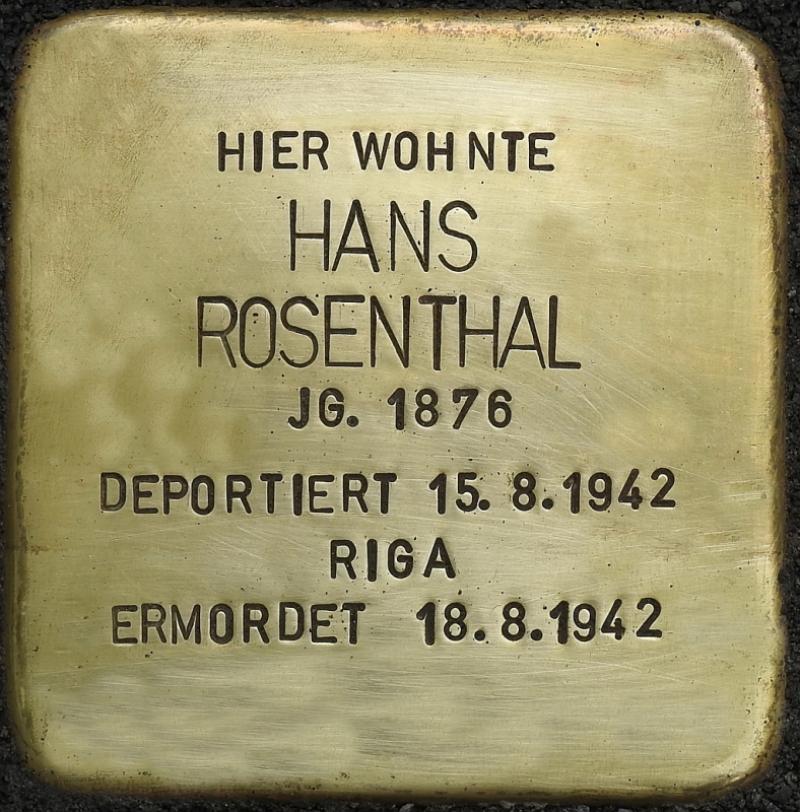 HIER WOHNTE
HANS
ROSENTHAL
JG. 1876
DEPORTIERT 15. 8. 1942
RIGA
ERMORDET 18. 8. 1942